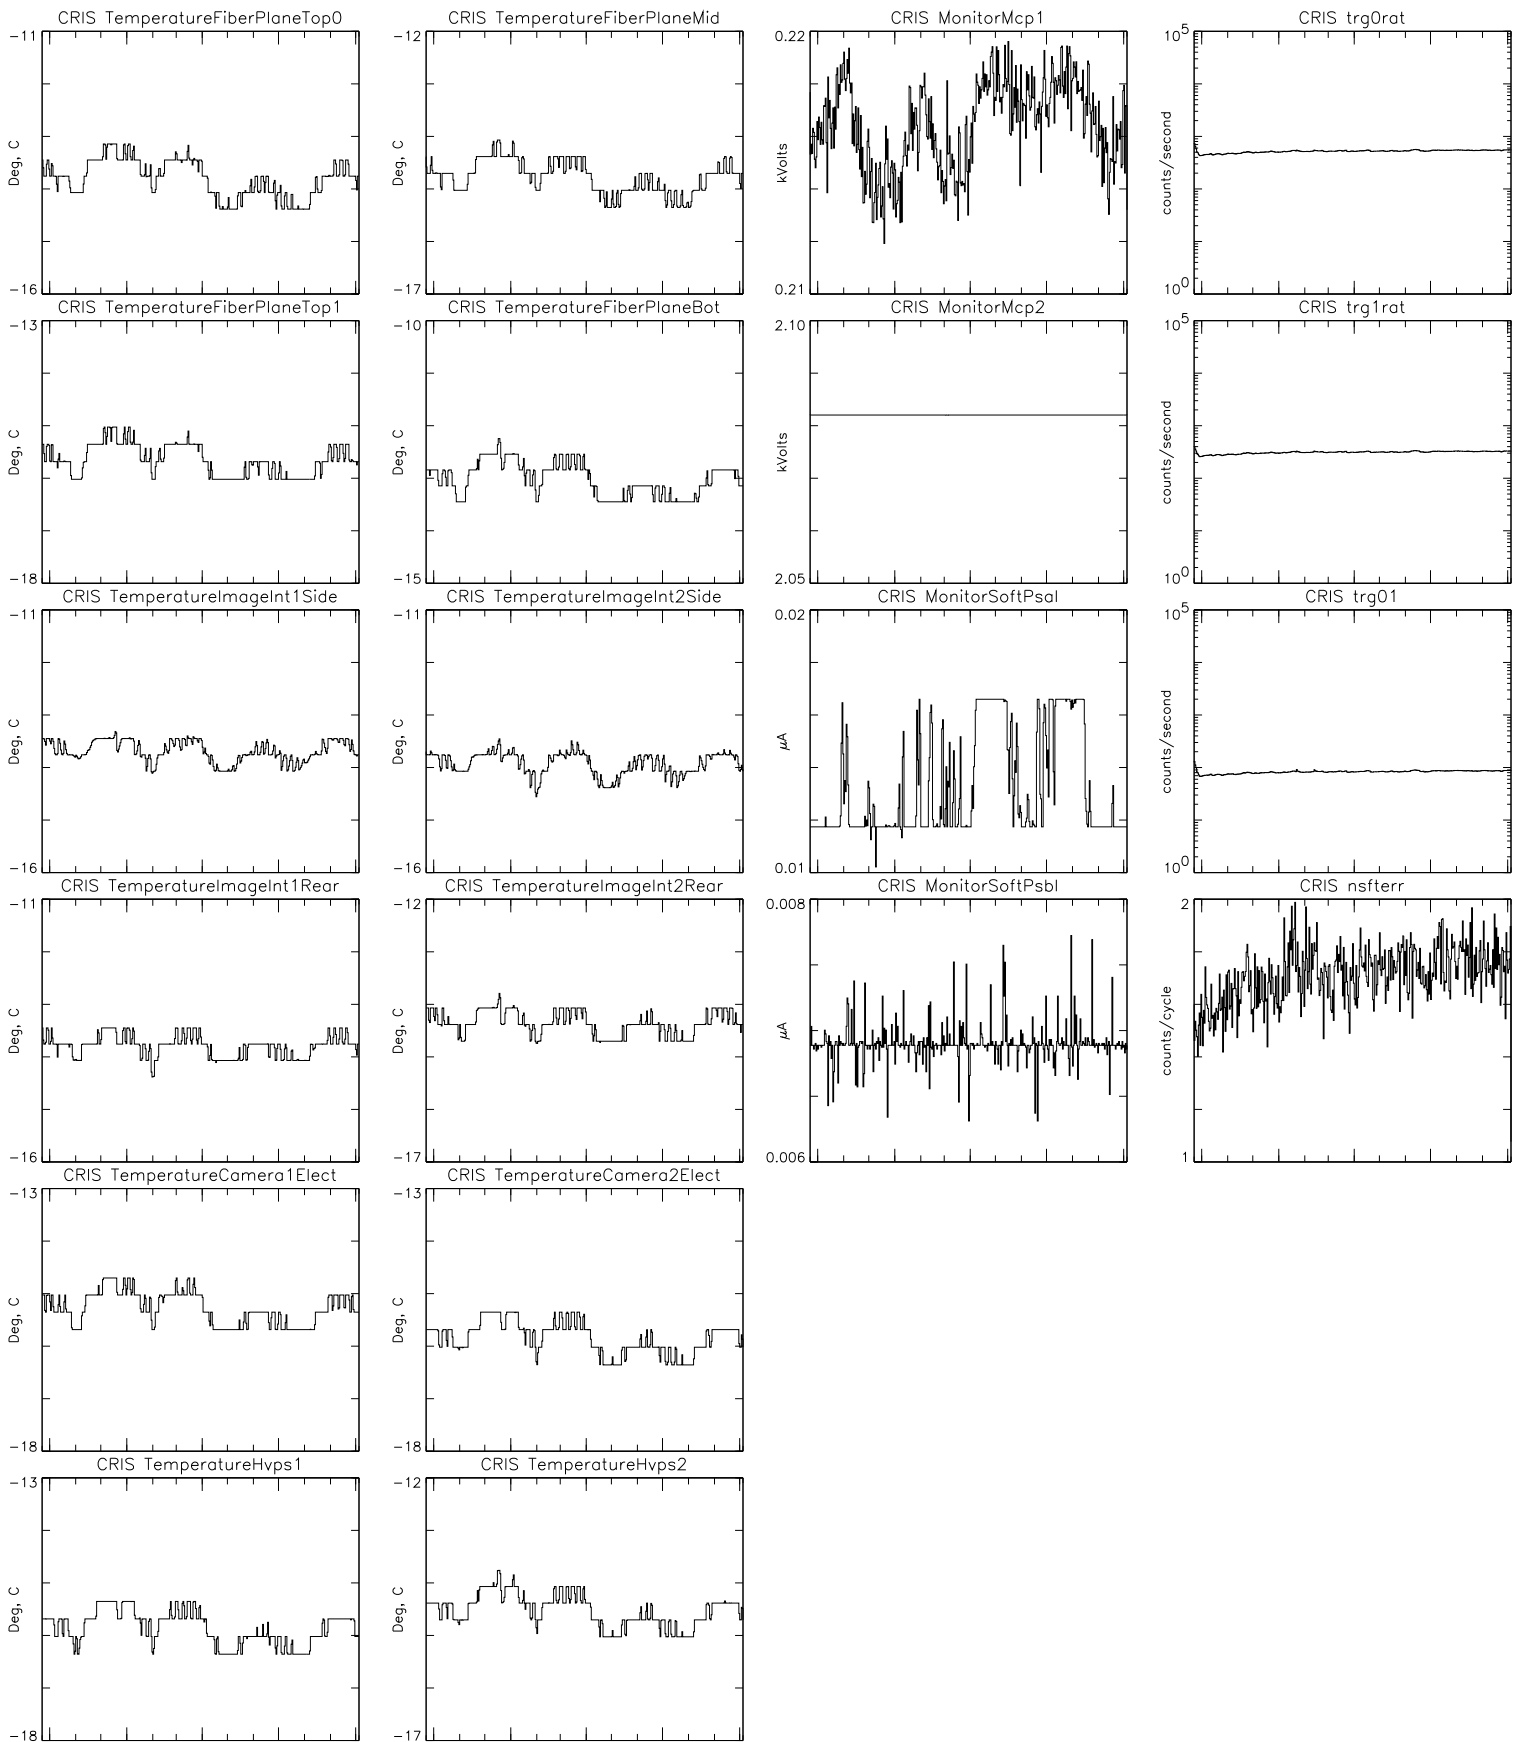 CRIS TemperatureFiberPlaneTop0
CRIS TemperatureFiberPlaneMid
CRIS MonitorMcp1
CRIS trg0rat
-11
Deg, C
-16
-12
Deg, C
-17
0.22
kVolts
0.21
10^5
counts/second
10^0
CRIS TemperatureFiberPlaneTop1
CRIS TemperatureFiberPlaneBot
CRIS MonitorMcp2
CRIS trg1rat
-13
Deg, C
-18
-10
Deg, C
-15
2.10
kVolts
2.05
10^5
counts/second
10^0
CRIS TemperatureImageInt1Side
CRIS TemperatureImageInt2Side
CRIS MonitorSoftPsaI
CRIS trg01
-11
Deg, C
-16
-11
Deg, C
-16
0.02
μA
0.01
10^5
counts/second
10^0
CRIS TemperatureImageInt1Rear
CRIS TemperatureImageInt2Rear
CRIS MonitorSoftPsbI
CRIS nsfterr
-11
Deg, C
-16
-12
Deg, C
-17
0.008
μA
0.006
2
counts/cycle
1
CRIS TemperatureCamera1Elect
CRIS TemperatureCamera2Elect
-13
Deg, C
-18
-13
Deg, C
-18
CRIS TemperatureHvps1
CRIS TemperatureHvps2
-13
Deg, C
-18
-12
Deg, C
-17